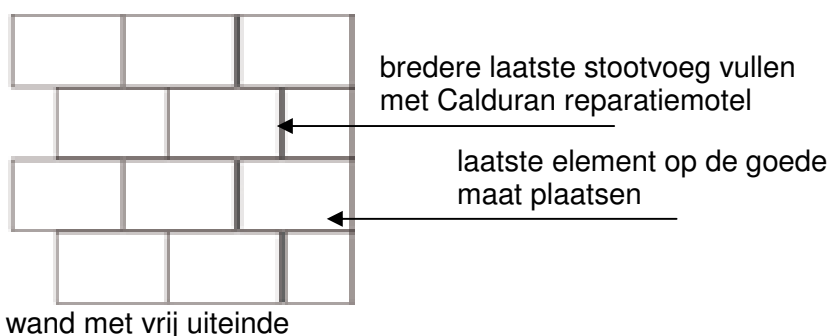 bredere laatste stootvoeg vullen
met Calduran reparatiemotel
laatste element op de goede
maat plaatsen
wand met vrij uiteinde